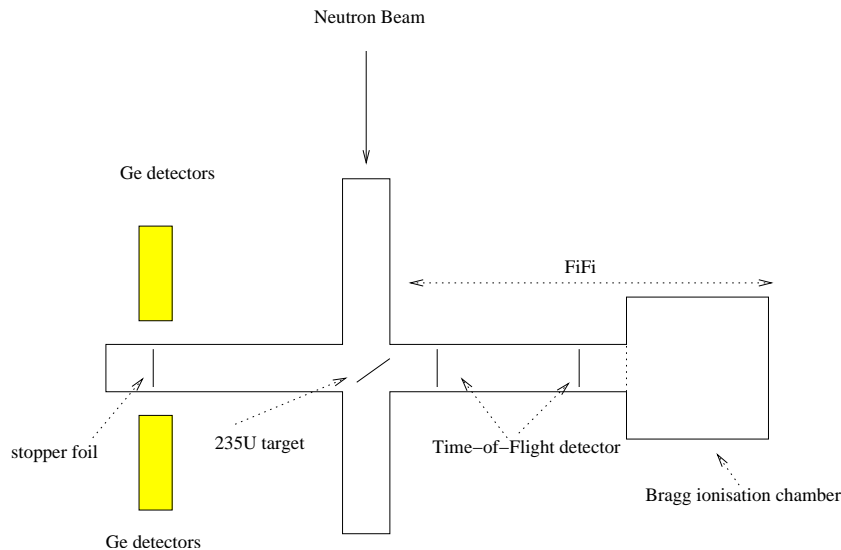 Neutron Beam
Ge detectors
FiFi
stopper foil
235U target
Time−of−Flight detector
Bragg ionisation chamber
Ge detectors